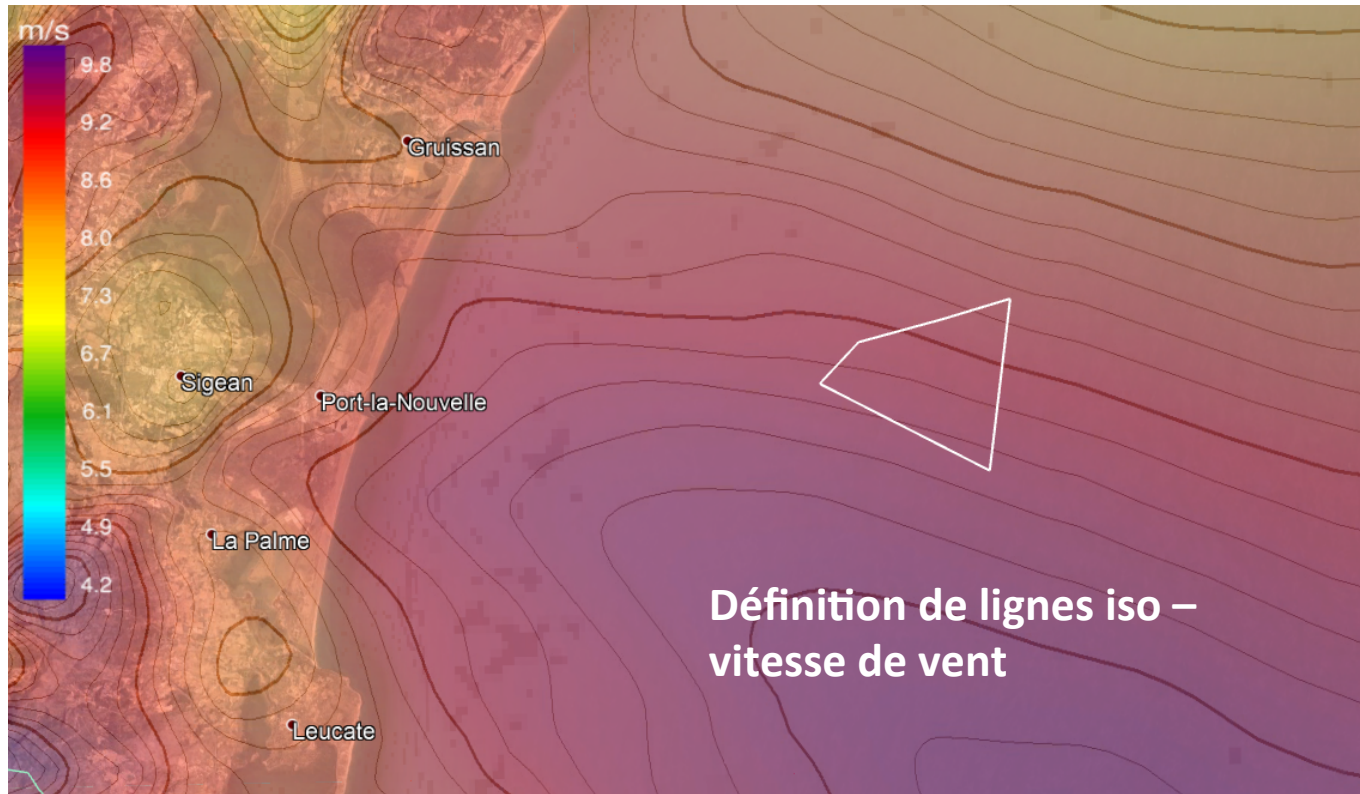 m/s
9.8
9.2
8.6
8.0
7.3
6.7
6.1
5.5
4.9
4.2
Gruissan
Sigean
Port-la-Nouvelle
La Palme
Leucate
Définition de lignes iso –
vitesse de vent